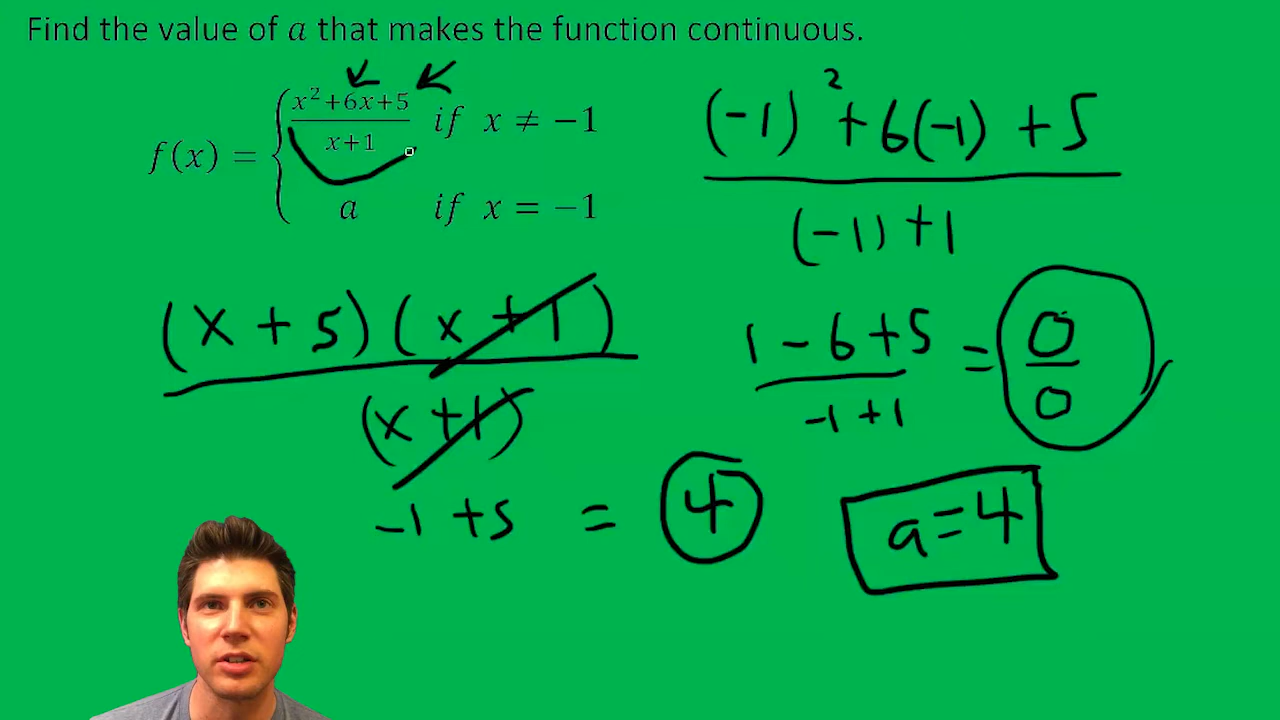 Find the value of a that makes the function continuous.
x²+6x+5
f(x) = { x+1 if x ≠ −1
a if x = −1
(-1)² + 6(-1) + 5
(-1) + 1
(x + 5) (x + 1)
(x + 1)
1 - 6 + 5 = 0
-1 + 1 0
-1 + 5 = 4
a = 4